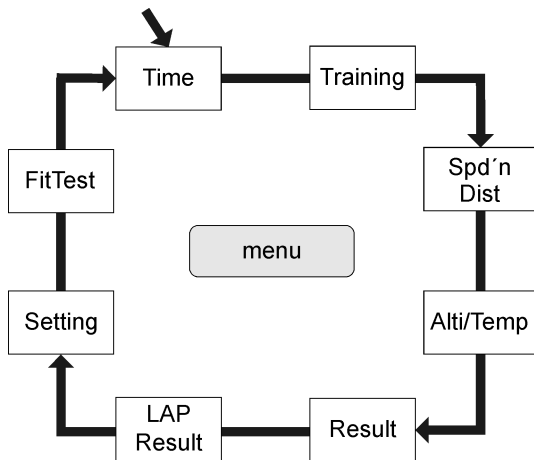 Time
Training
Spd´n
Dist
Alti/Temp
Result
LAP
Result
Setting
FitTest
menu